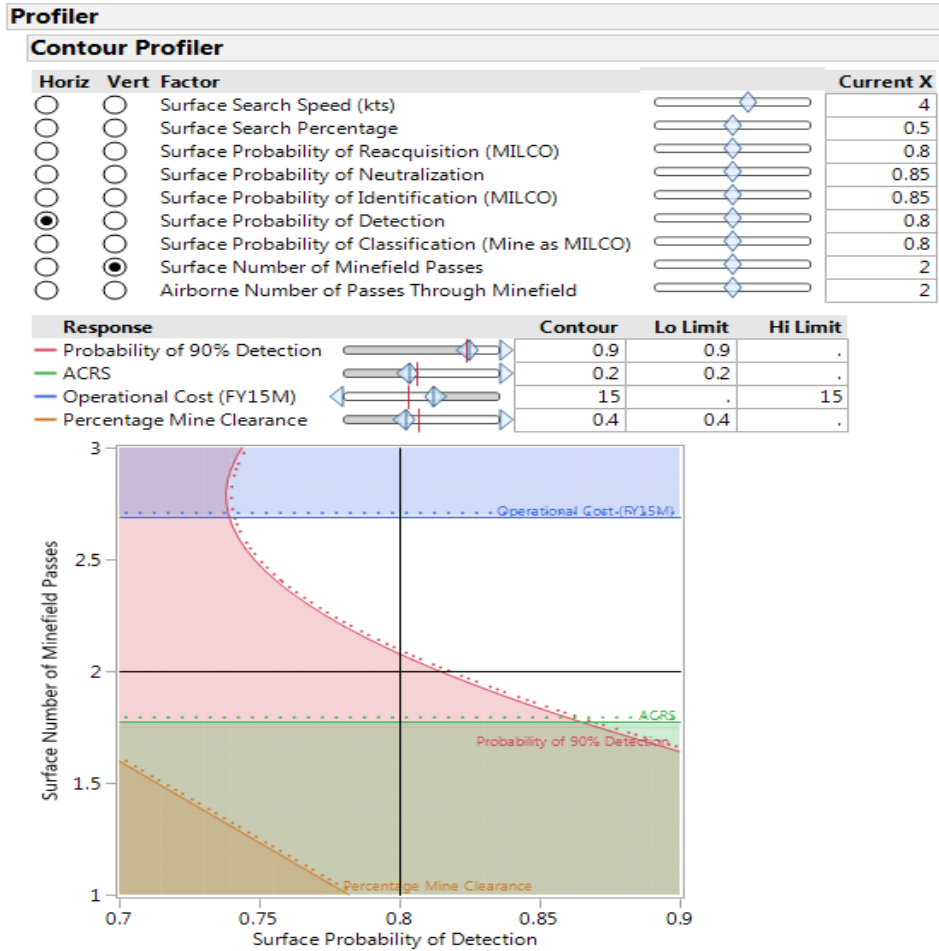 Profiler
Contour Profiler
Horiz Vert Factor Current X
Surface Search Speed (kts) 4
Surface Search Percentage 0.5
Surface Probability of Reacquisition (MILCO) 0.8
Surface Probability of Neutralization 0.85
Surface Probability of Identification (MILCO) 0.85
Surface Probability of Detection 0.8
Surface Probability of Classification (Mine as MILCO) 0.8
Surface Number of Minefield Passes 2
Airborne Number of Passes Through Minefield 2
Response Contour Lo Limit Hi Limit
Probability of 90% Detection 0.9 0.9 .
ACRS 0.2 0.2 .
Operational Cost (FY15M) 15 . 15
Percentage Mine Clearance 0.4 0.4 .
3
Operational Cost (FY15M)
2.5
Surface Number of Minefield Passes
2
ACRS
Probability of 90% Detection
1.5
Percentage Mine Clearance
1
0.7 0.75 0.8 0.85 0.9
Surface Probability of Detection